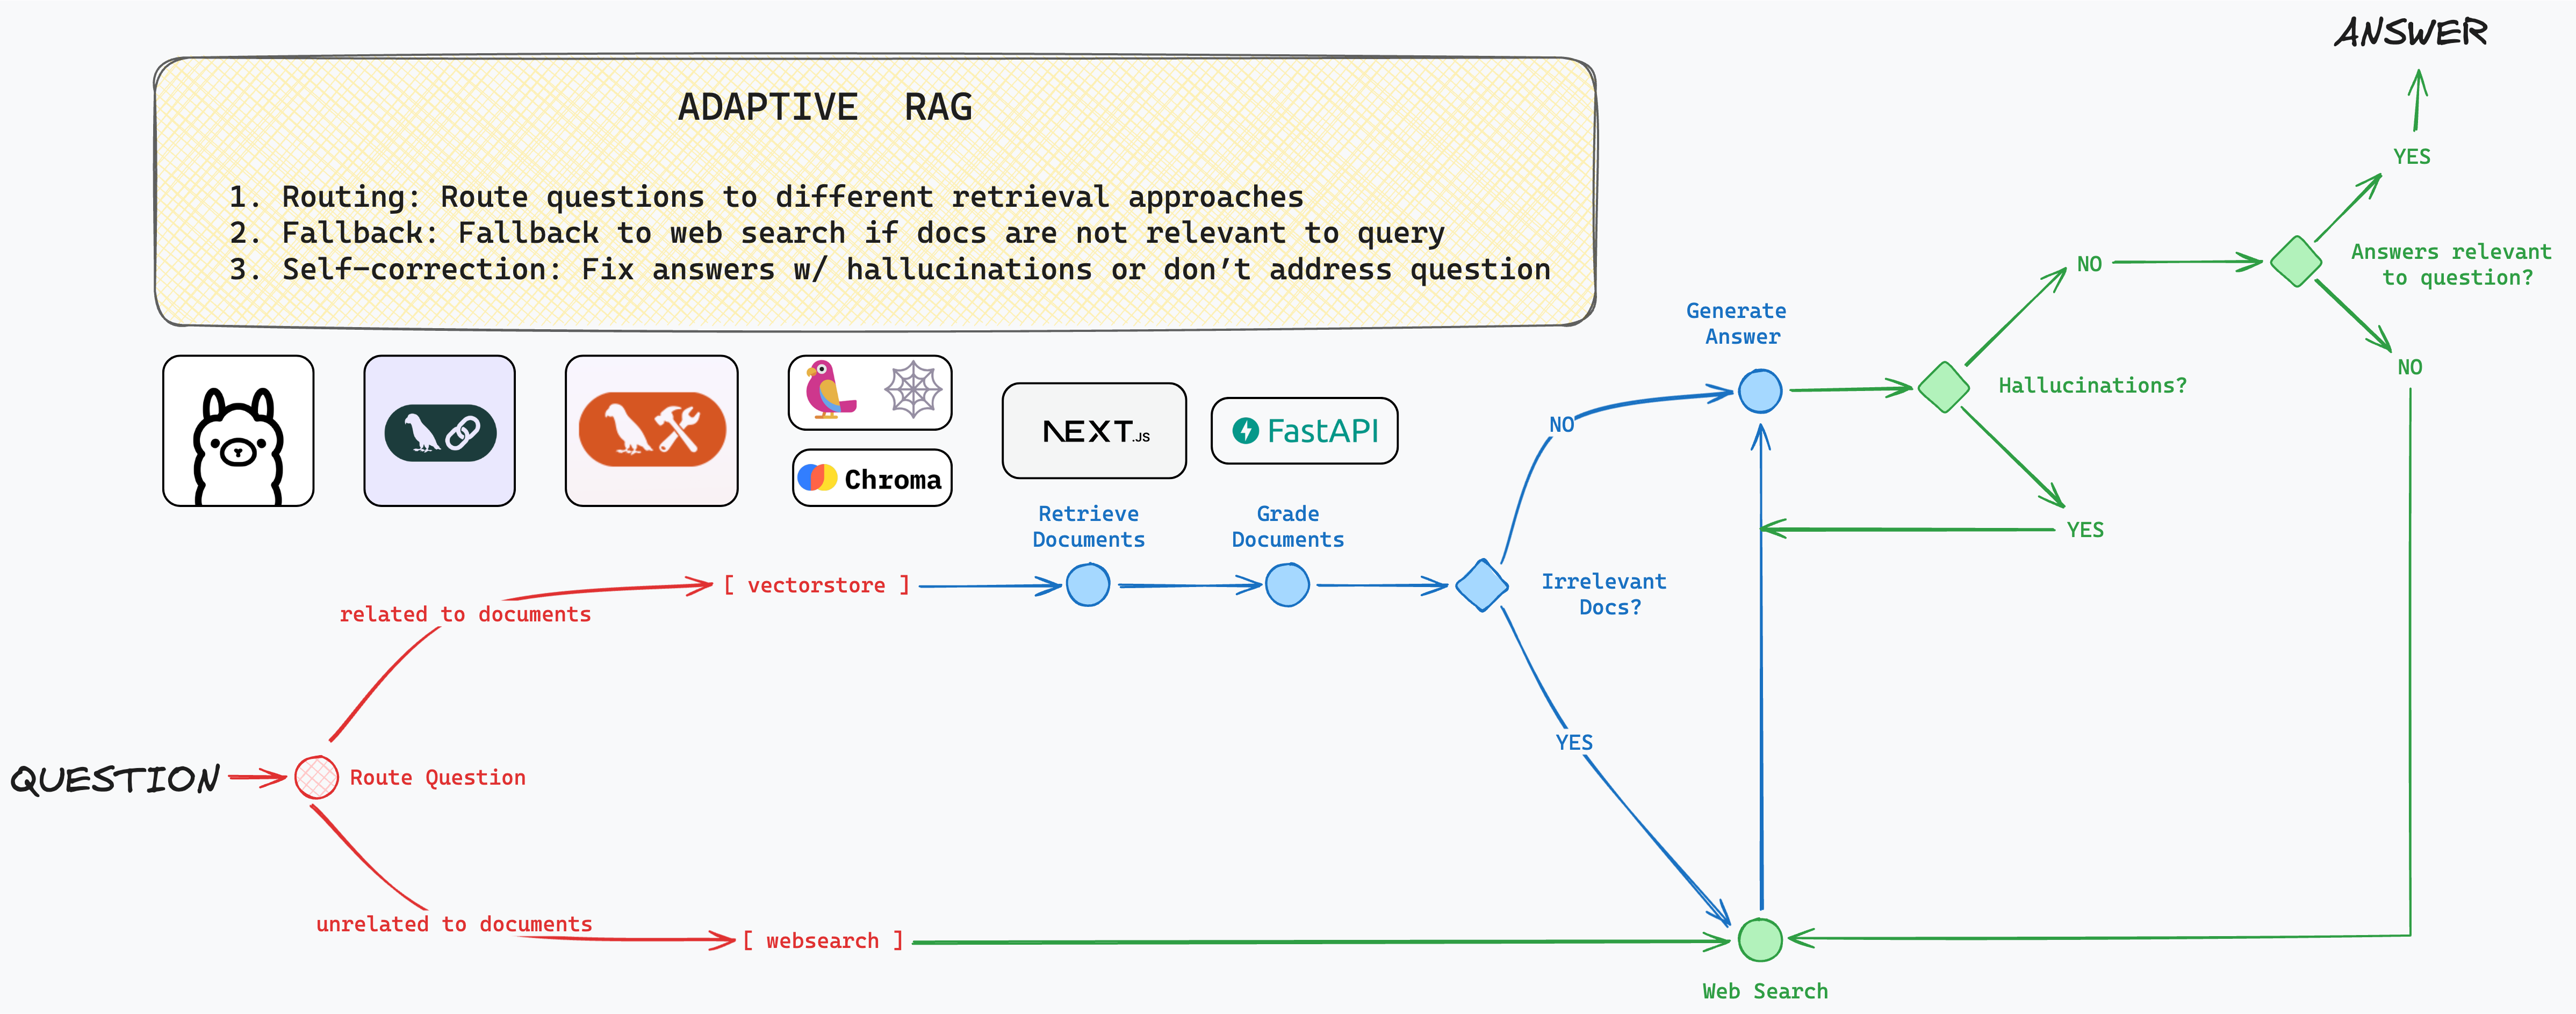 ANSWER
ADAPTIVE RAG
1. Routing: Route questions to different retrieval approaches
2. Fallback: Fallback to web search if docs are not relevant to query
3. Self-correction: Fix answers w/ hallucinations or don’t address question
NEXT.JS
FastAPI
Chroma
YES
Answers relevant
to question?
NO
NO
Generate
Answer
Hallucinations?
YES
NO
Retrieve
Documents
Grade
Documents
Irrelevant
Docs?
YES
[ vectorstore ]
related to documents
QUESTION
Route Question
unrelated to documents
[ websearch ]
Web Search